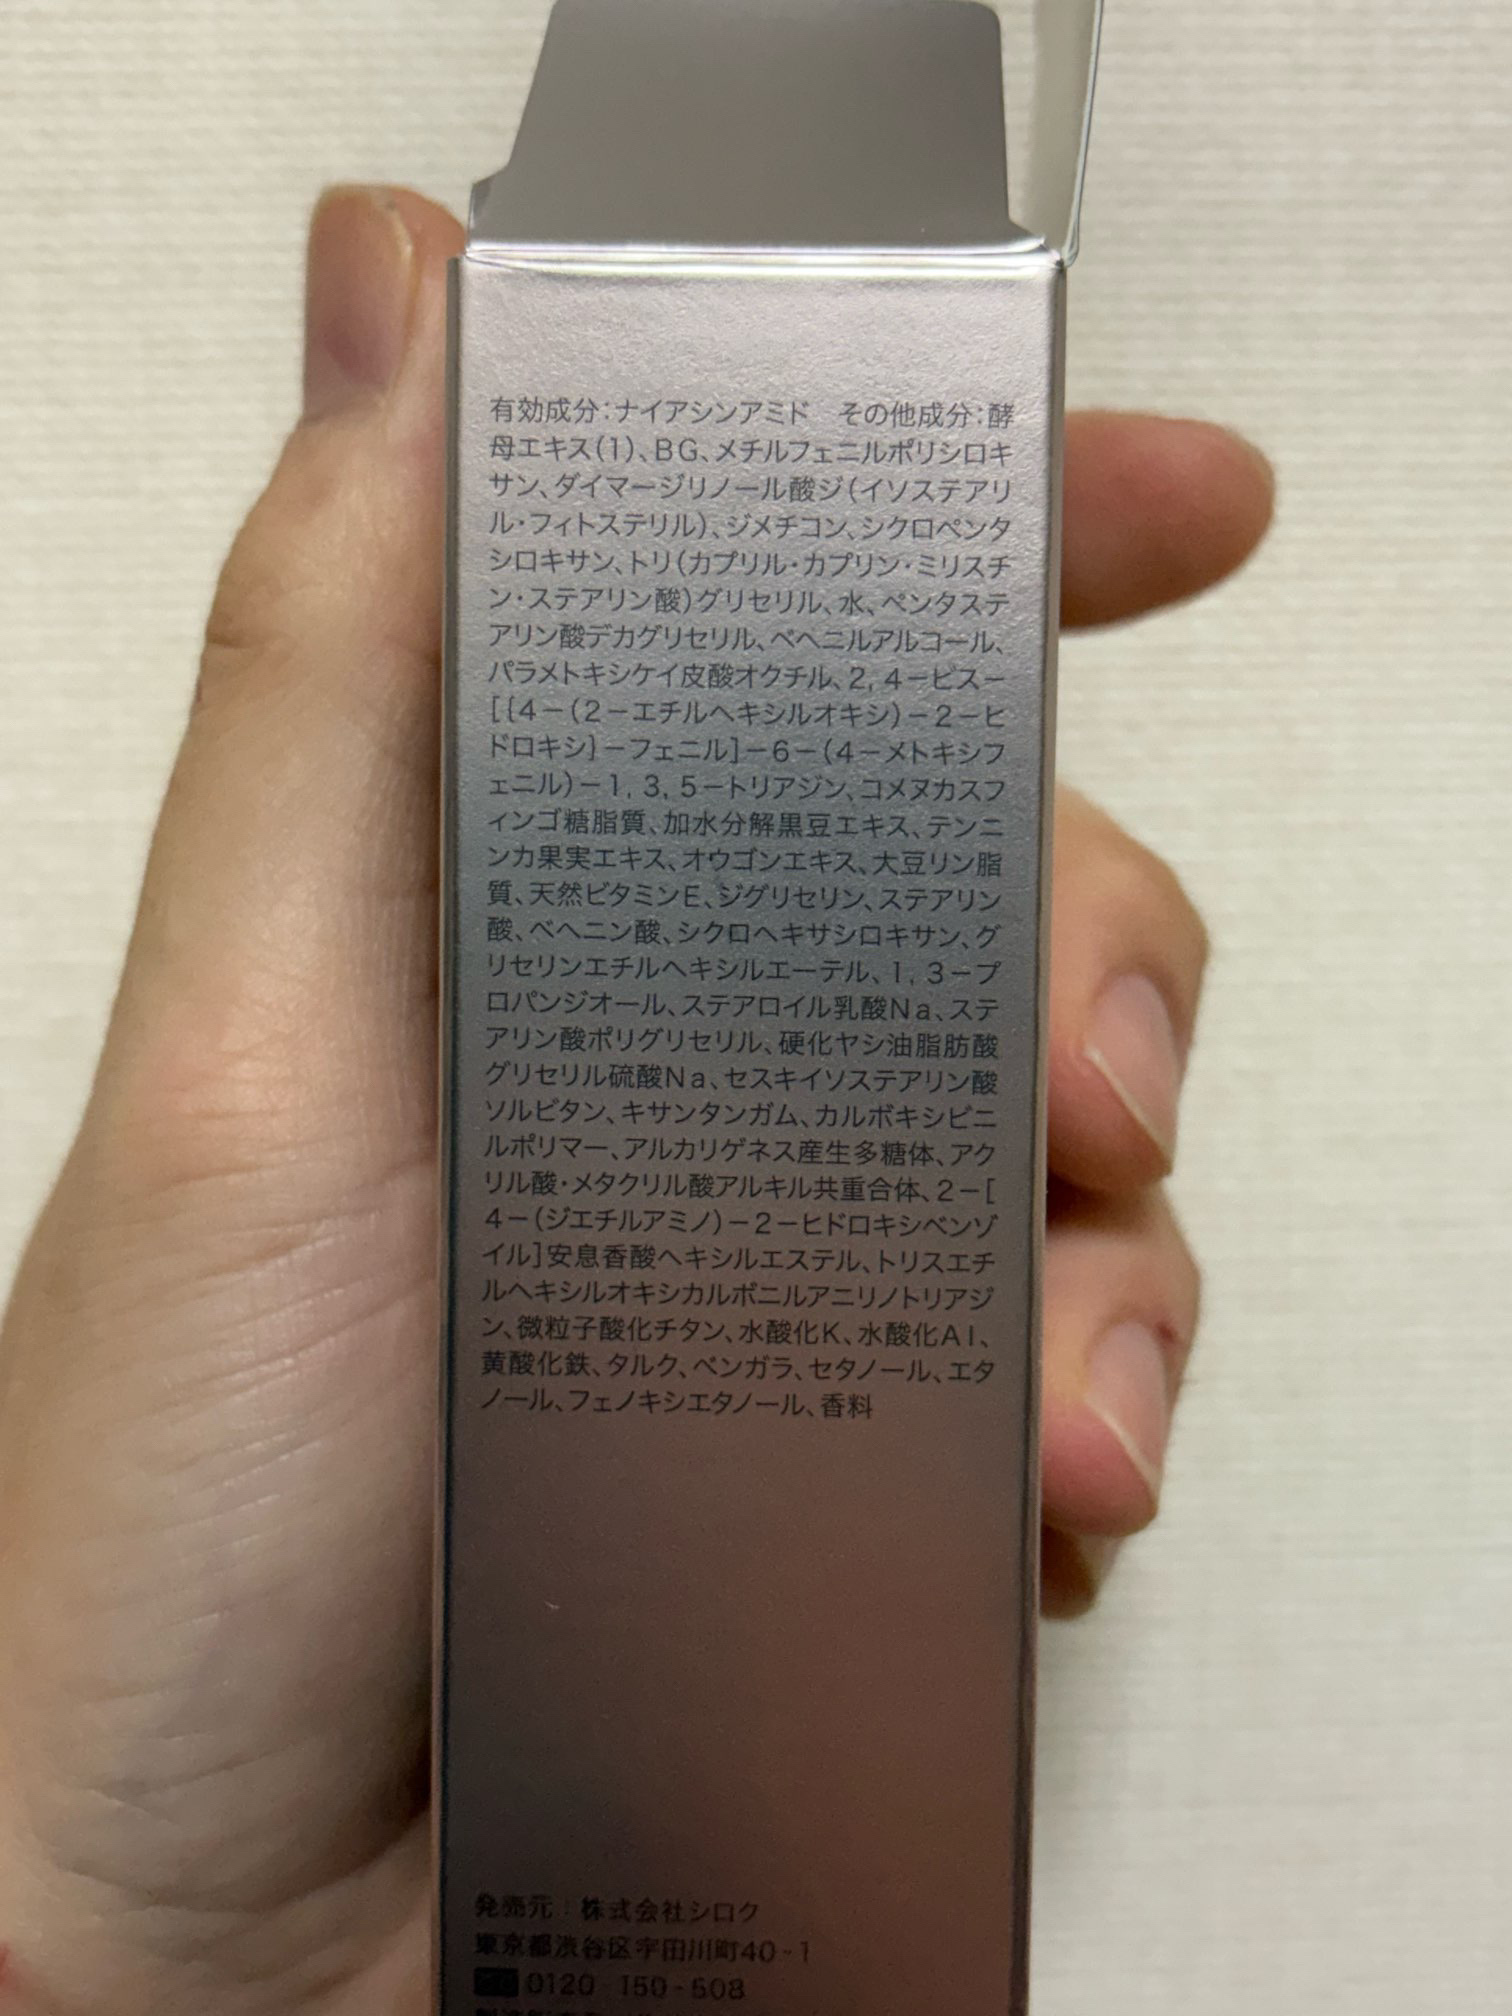 有効成分：ナイアシンアミド　その他成分：酵
母エキス(1)、BG、メチルフェニルポリシロキ
サン、ダイマージリノール酸ジ(イソステアリ
ル・フィトステリル)、ジメチコン、シクロペンタ
シロキサン、トリ(カプリル・カプリン・ミリスチ
ン・ステアリン酸)グリセリル、水、ペンタステ
アリン酸デカグリセリル、ベヘニルアルコール、
パラメトキシケイ皮酸オクチル、2,4－ビス－
[{4－(2－エチルヘキシルオキシ)－2－ヒ
ドロキシ}－フェニル]－6－(4－メトキシフ
ェニル)－1,3,5－トリアジン、コメヌカスフ
ィンゴ糖脂質、加水分解黒豆エキス、テンニ
ンカ果実エキス、オウゴンエキス、大豆リン脂
質、天然ビタミンE、ジグリセリン、ステアリン
酸、ベヘニン酸、シクロヘキサシロキサン、グ
リセリンエチルヘキシルエーテル、1,3－プ
ロパンジオール、ステアロイル乳酸Na、ステ
アリン酸ポリグリセリル、硬化ヤシ油脂肪酸
グリセリル硫酸Na、セスキイソステアリン酸
ソルビタン、キサンタンガム、カルボキシビニ
ルポリマー、アルカリゲネス産生多糖体、アク
リル酸・メタクリル酸アルキル共重合体、2－[
4－(ジエチルアミノ)－2－ヒドロキシベンゾ
イル]安息香酸ヘキシルエステル、トリスエチ
ルヘキシルオキシカルボニルアニリノトリアジ
ン、微粒子酸化チタン、水酸化K、水酸化Al、
黄酸化鉄、タルク、ベンガラ、セタノール、エタ
ノール、フェノキシエタノール、香料
発売元：株式会社シロク
東京都渋谷区宇田川町40-1
0120-150-508